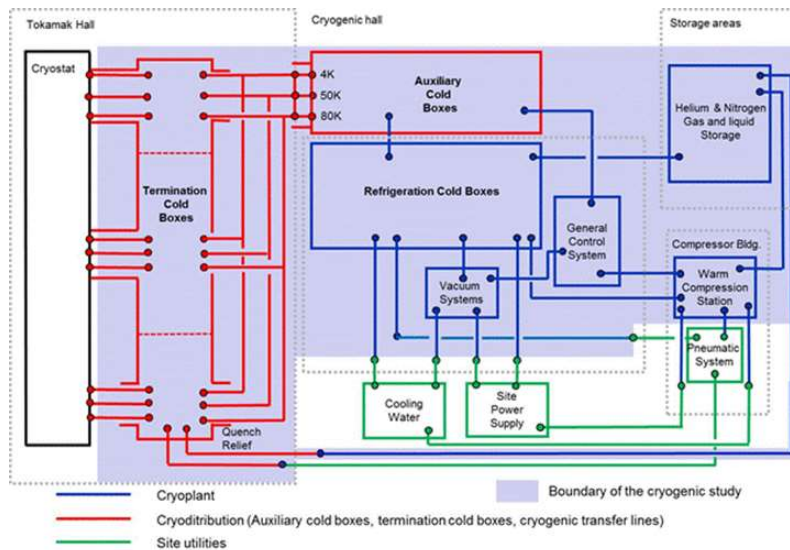 Tokamak Hall
Cryogenic hall
Storage areas
Cryostat
4K
50K
80K
Auxiliary
Cold
Boxes
Helium & Nitrogen
Gas and liquid
Storage
Termination
Cold
Boxes
Refrigeration Cold Boxes
General
Control
System
Compressor Bldg.
Warm
Compression
Station
Vacuum
Systems
Pneumatic
System
Cooling
Water
Site
Power
Supply
Quench
Relief
Cryoplant
Boundary of the cryogenic study
Cryoditribution (Auxiliary cold boxes, termination cold boxes, cryogenic transfer lines)
Site utilities